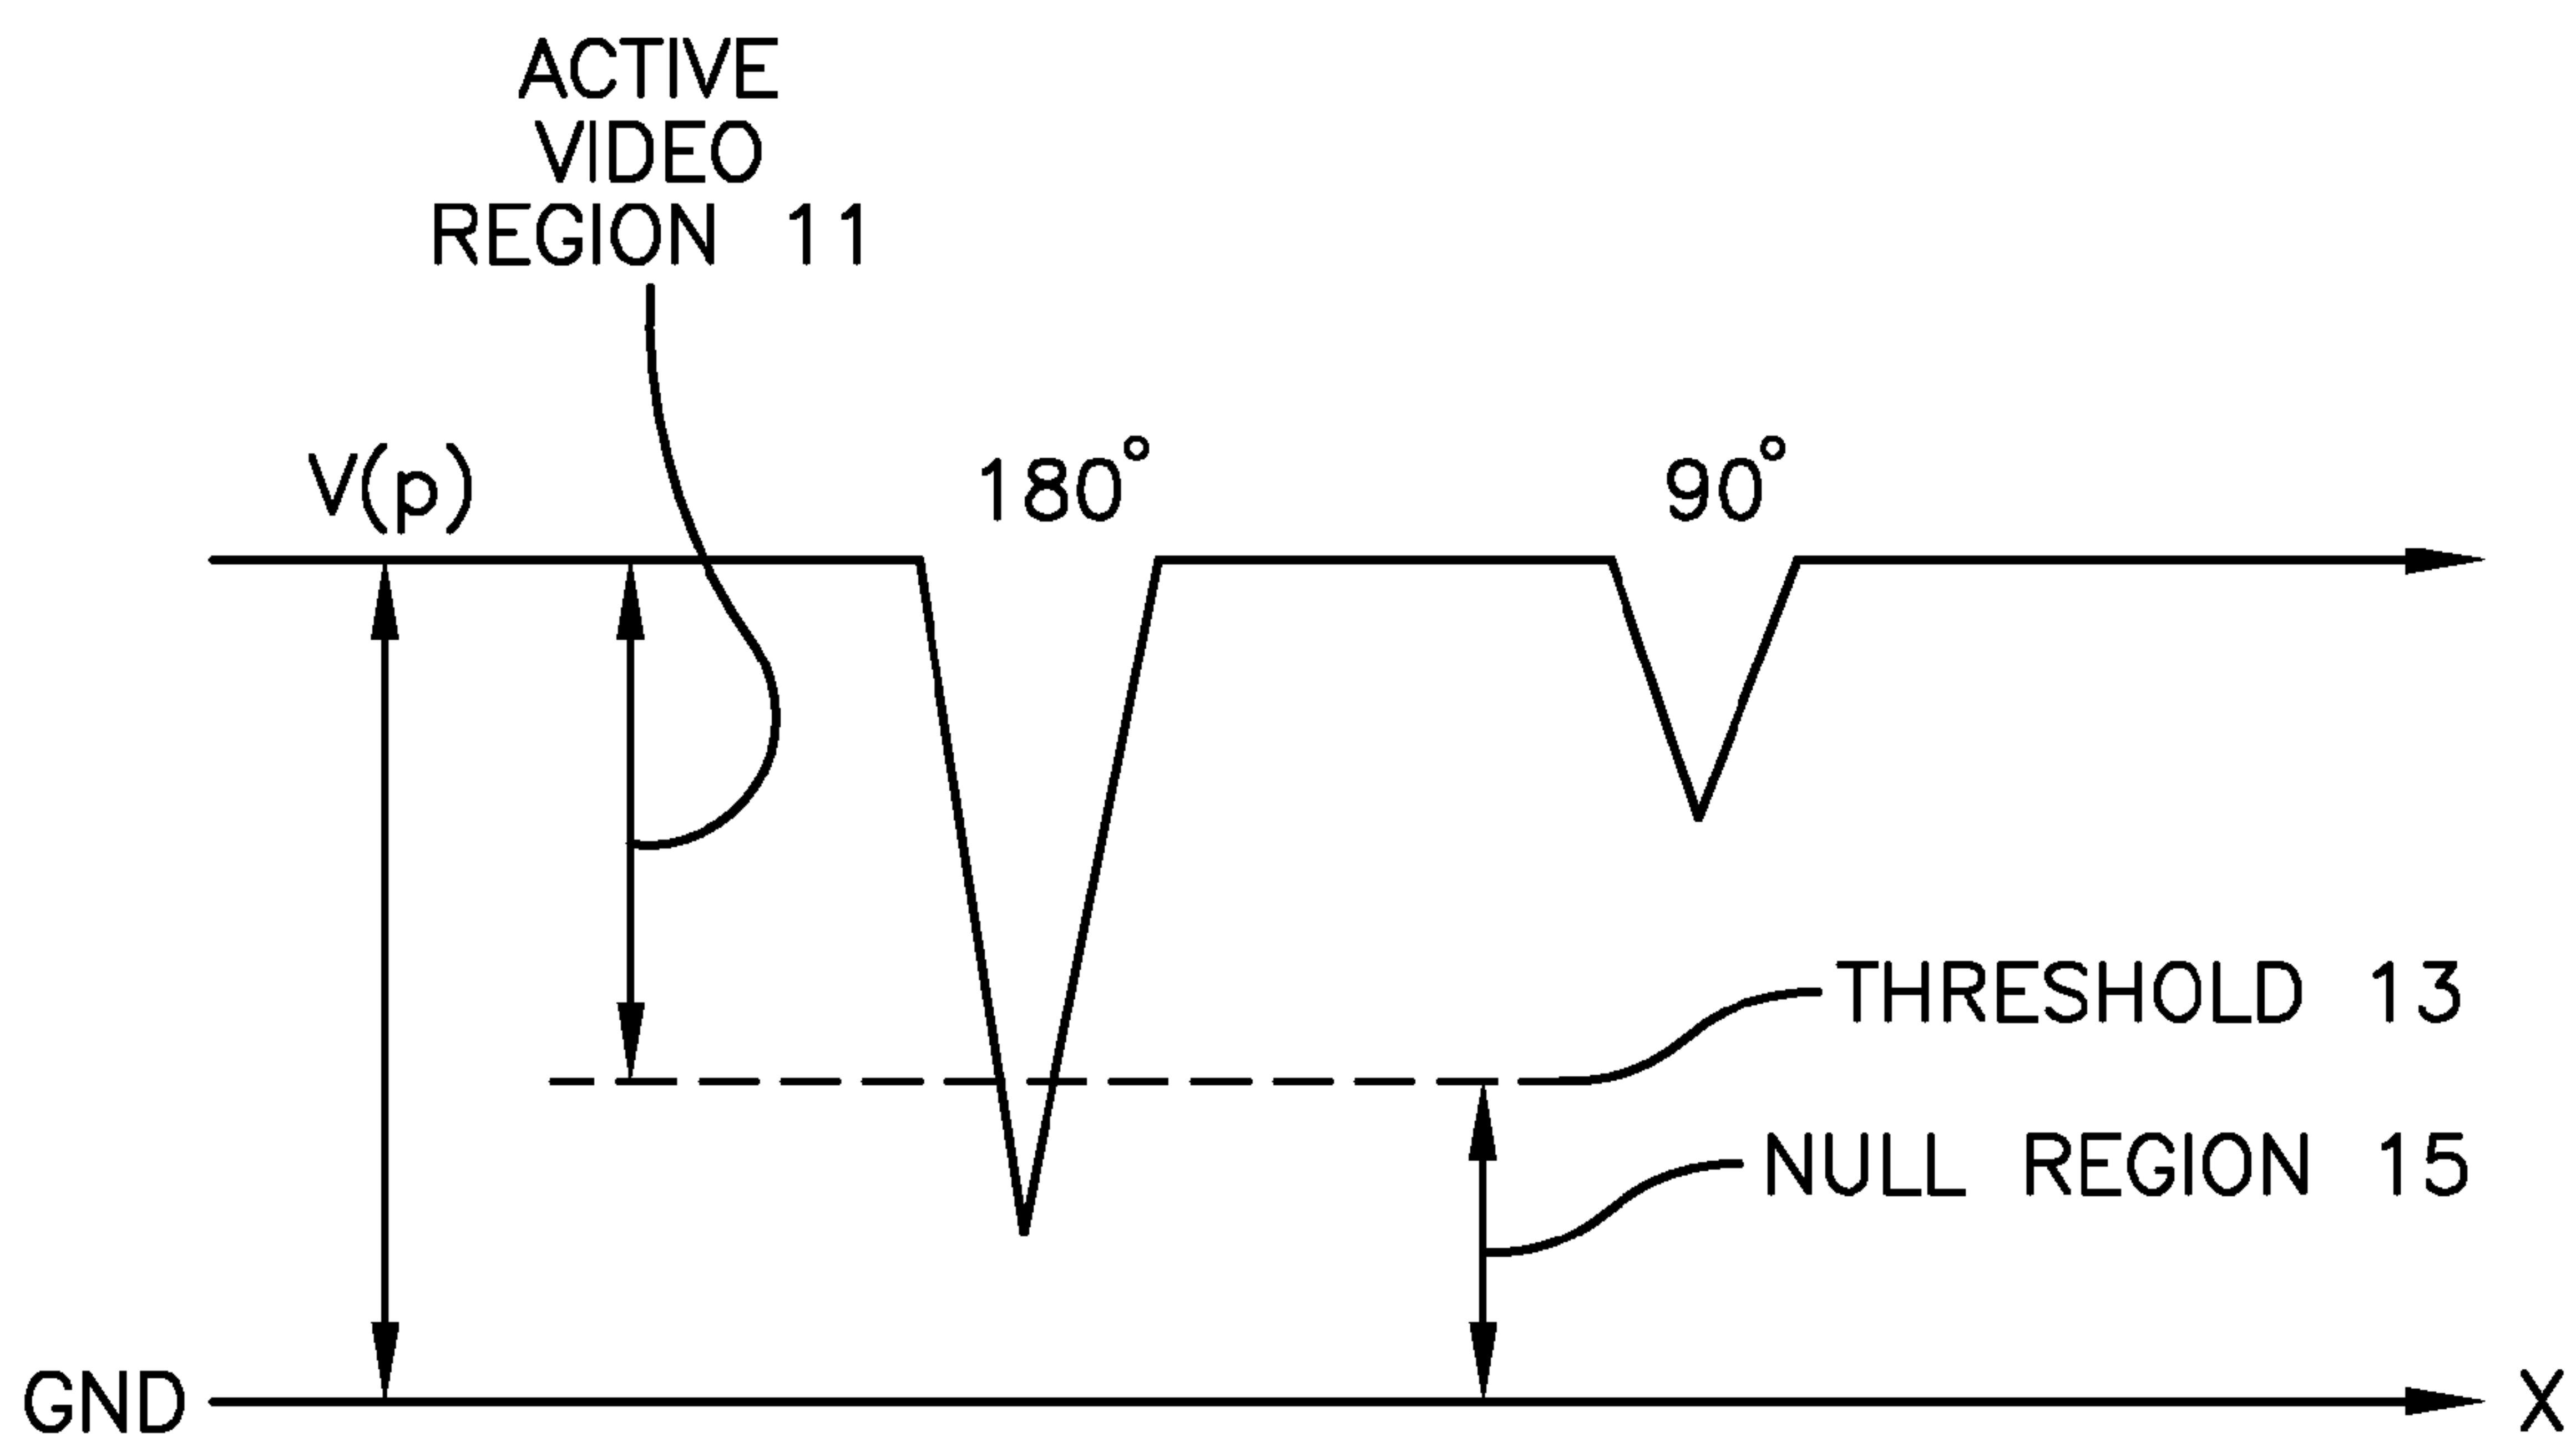 ACTIVE
VIDEO
REGION 11
V(p)
180°
90°
THRESHOLD 13
NULL REGION 15
GND
X